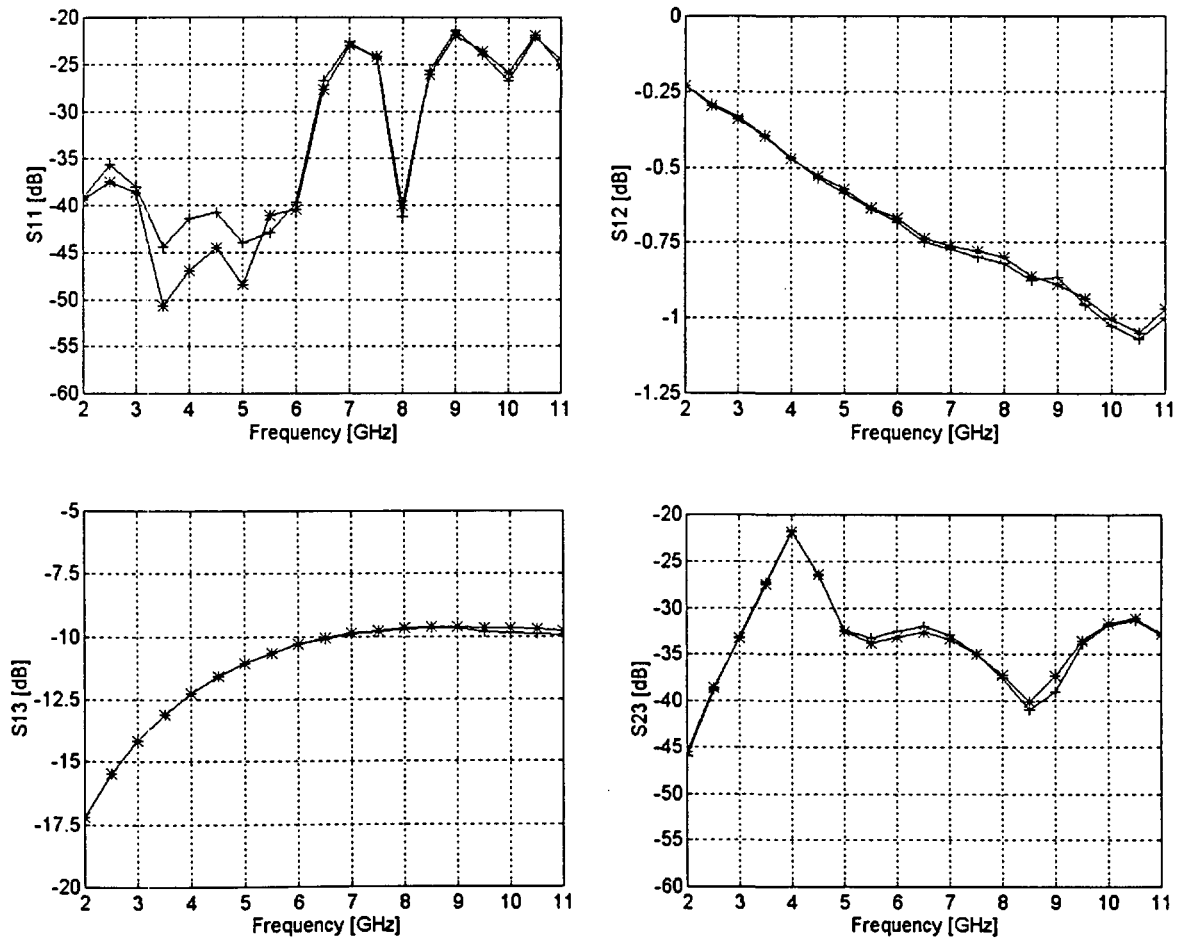 S11 [dB]
-20
-25
-30
-35
-40
-45
-50
-55
-60
2 3 4 5 6 7 8 9 10 11
Frequency [GHz]
S12 [dB]
0
-0.25
-0.5
-0.75
-1
-1.25
2 3 4 5 6 7 8 9 10 11
Frequency [GHz]
S13 [dB]
-5
-7.5
-10
-12.5
-15
-17.5
-20
2 3 4 5 6 7 8 9 10 11
Frequency [GHz]
S23 [dB]
-20
-25
-30
-35
-40
-45
-50
-55
-60
2 3 4 5 6 7 8 9 10 11
Frequency [GHz]